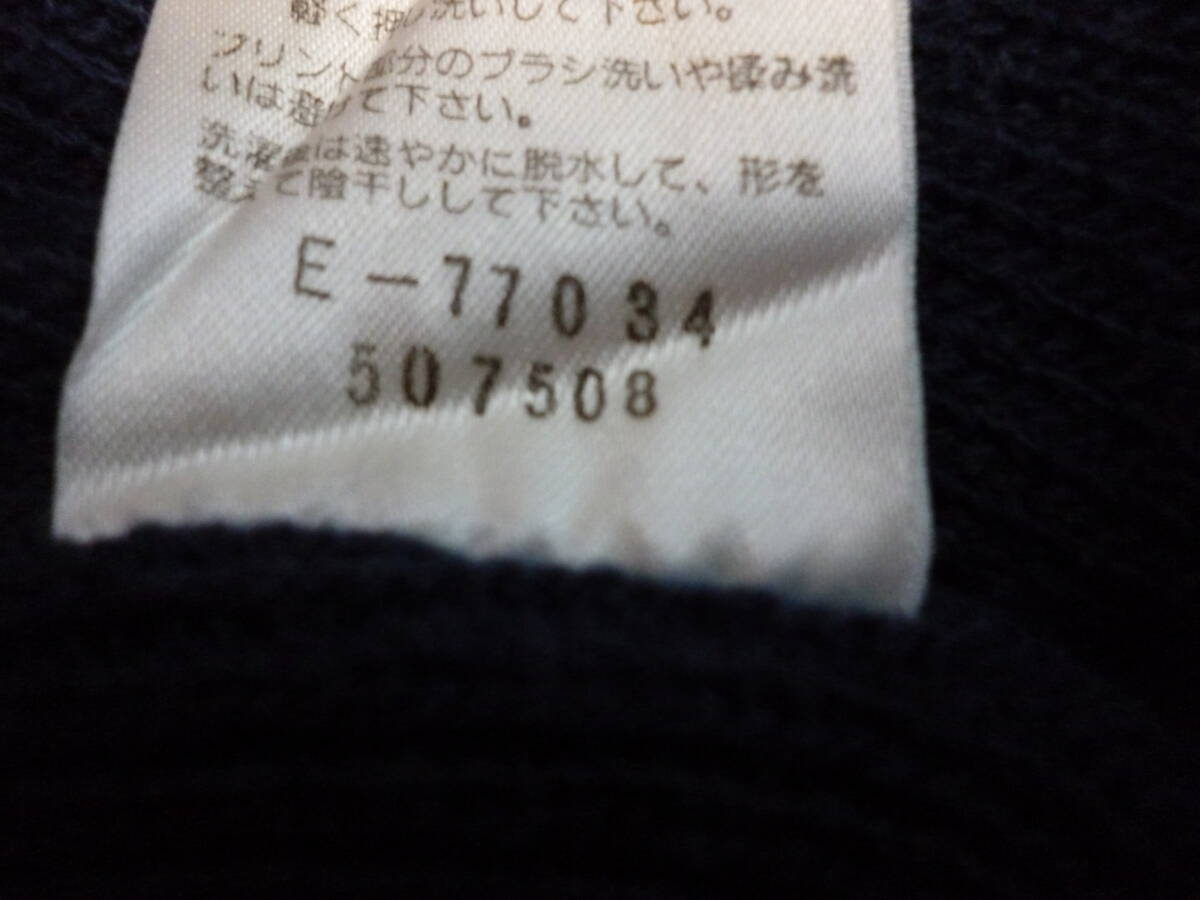 軽く押し洗いして下さい。
プリント部分のブラシ洗いや揉み洗
いは避けて下さい。
洗濯後は速やかに脱水して、形を
整えて陰干しして下さい。
E-77034
507508